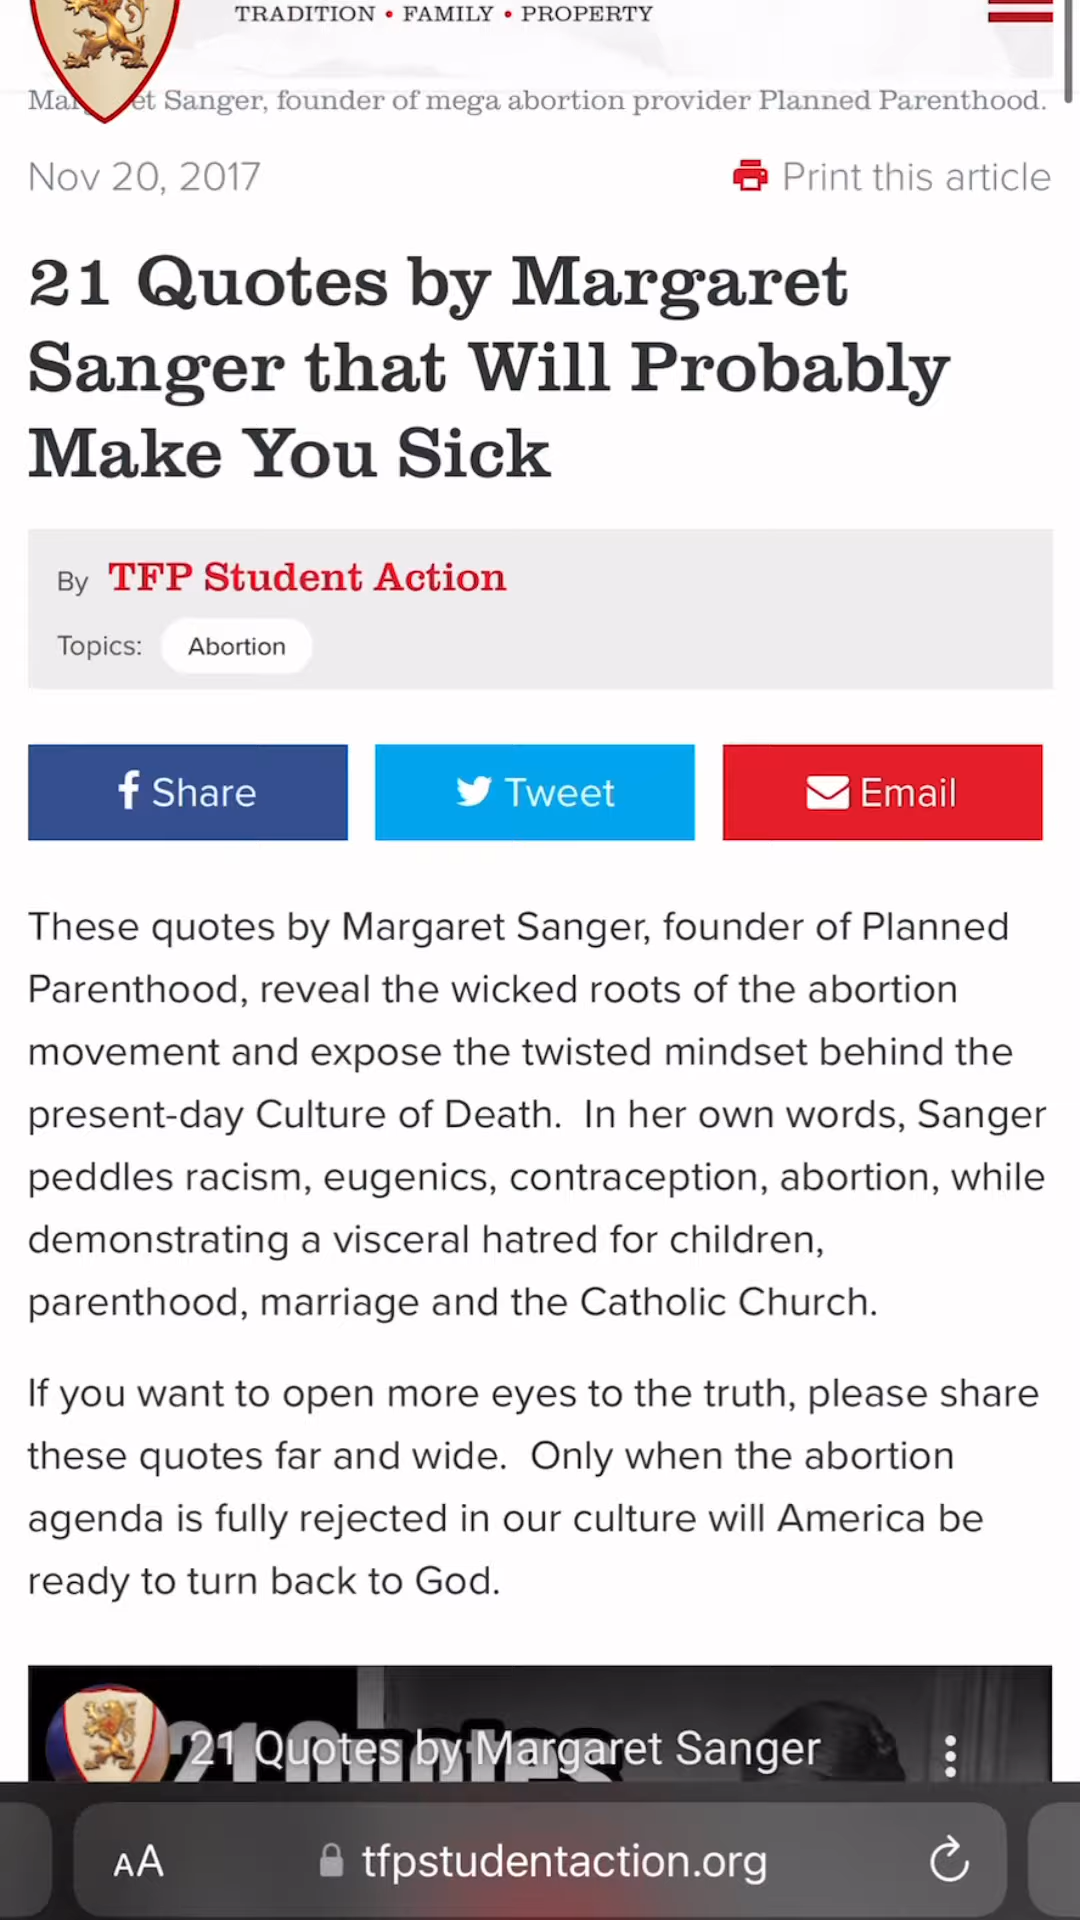 TRADITION • FAMILY • PROPERTY
et Sanger, founder of mega abortion provider Planned Parenthood.
Nov 20, 2017
Print this article
21 Quotes by Margaret
Sanger that Will Probably
Make You Sick
By TFP Student Action
Topics: Abortion
Share
Tweet
Email
These quotes by Margaret Sanger, founder of Planned
Parenthood, reveal the wicked roots of the abortion
movement and expose the twisted mindset behind the
present-day Culture of Death. In her own words, Sanger
peddles racism, eugenics, contraception, abortion, while
demonstrating a visceral hatred for children,
parenthood, marriage and the Catholic Church.
If you want to open more eyes to the truth, please share
these quotes far and wide. Only when the abortion
agenda is fully rejected in our culture will America be
ready to turn back to God.
21 Quotes by Margaret Sanger
21 Quotes
AA
tfpstudentaction.org